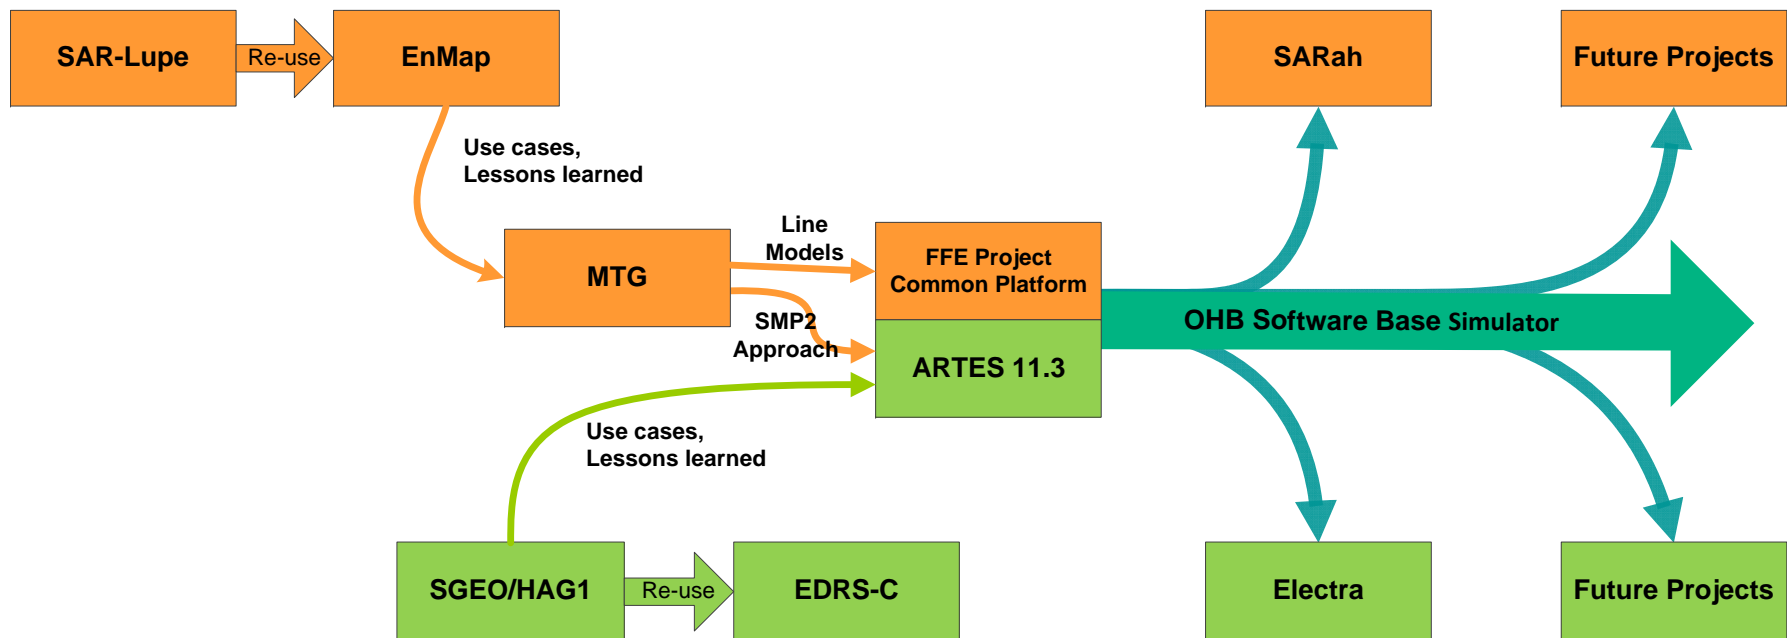 SAR-Lupe
Re-use
EnMap
SARah
Future Projects
Use cases,
Lessons learned
Line
Models
MTG
FFE Project
Common Platform
SMP2
Approach
ARTES 11.3
OHB Software Base Simulator
Use cases,
Lessons learned
SGEO/HAG1
Re-use
EDRS-C
Electra
Future Projects